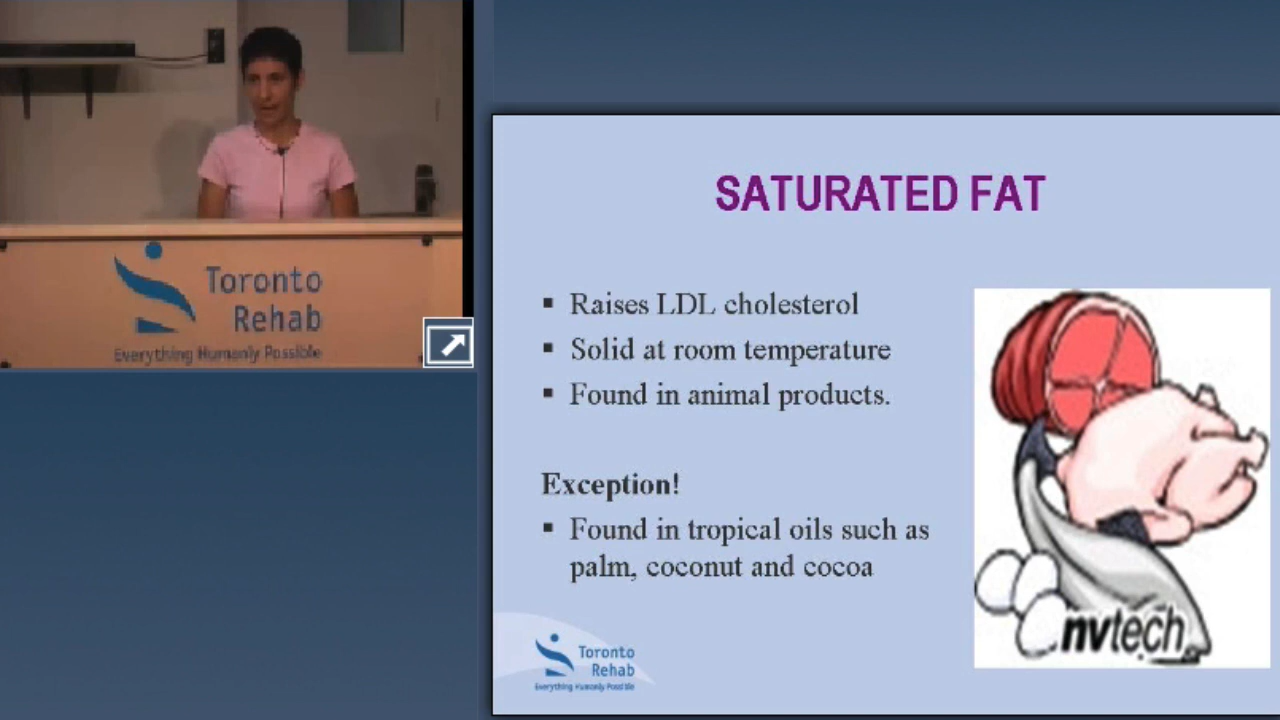 Toronto
Rehab
Everything Humanly Possible
SATURATED FAT
▪ Raises LDL cholesterol
▪ Solid at room temperature
▪ Found in animal products.
Exception!
▪ Found in tropical oils such as
palm, coconut and cocoa
nvtech
Toronto
Rehab
Everything Humanly Possible